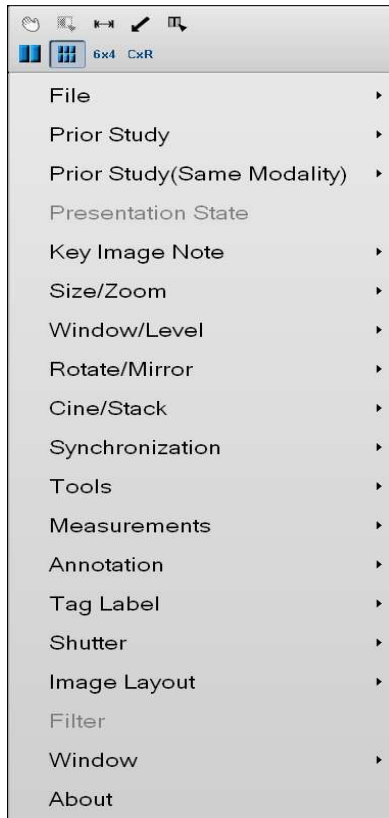 6x4 CxR
File
Prior Study
Prior Study(Same Modality)
Presentation State
Key Image Note
Size/Zoom
Window/Level
Rotate/Mirror
Cine/Stack
Synchronization
Tools
Measurements
Annotation
Tag Label
Shutter
Image Layout
Filter
Window
About